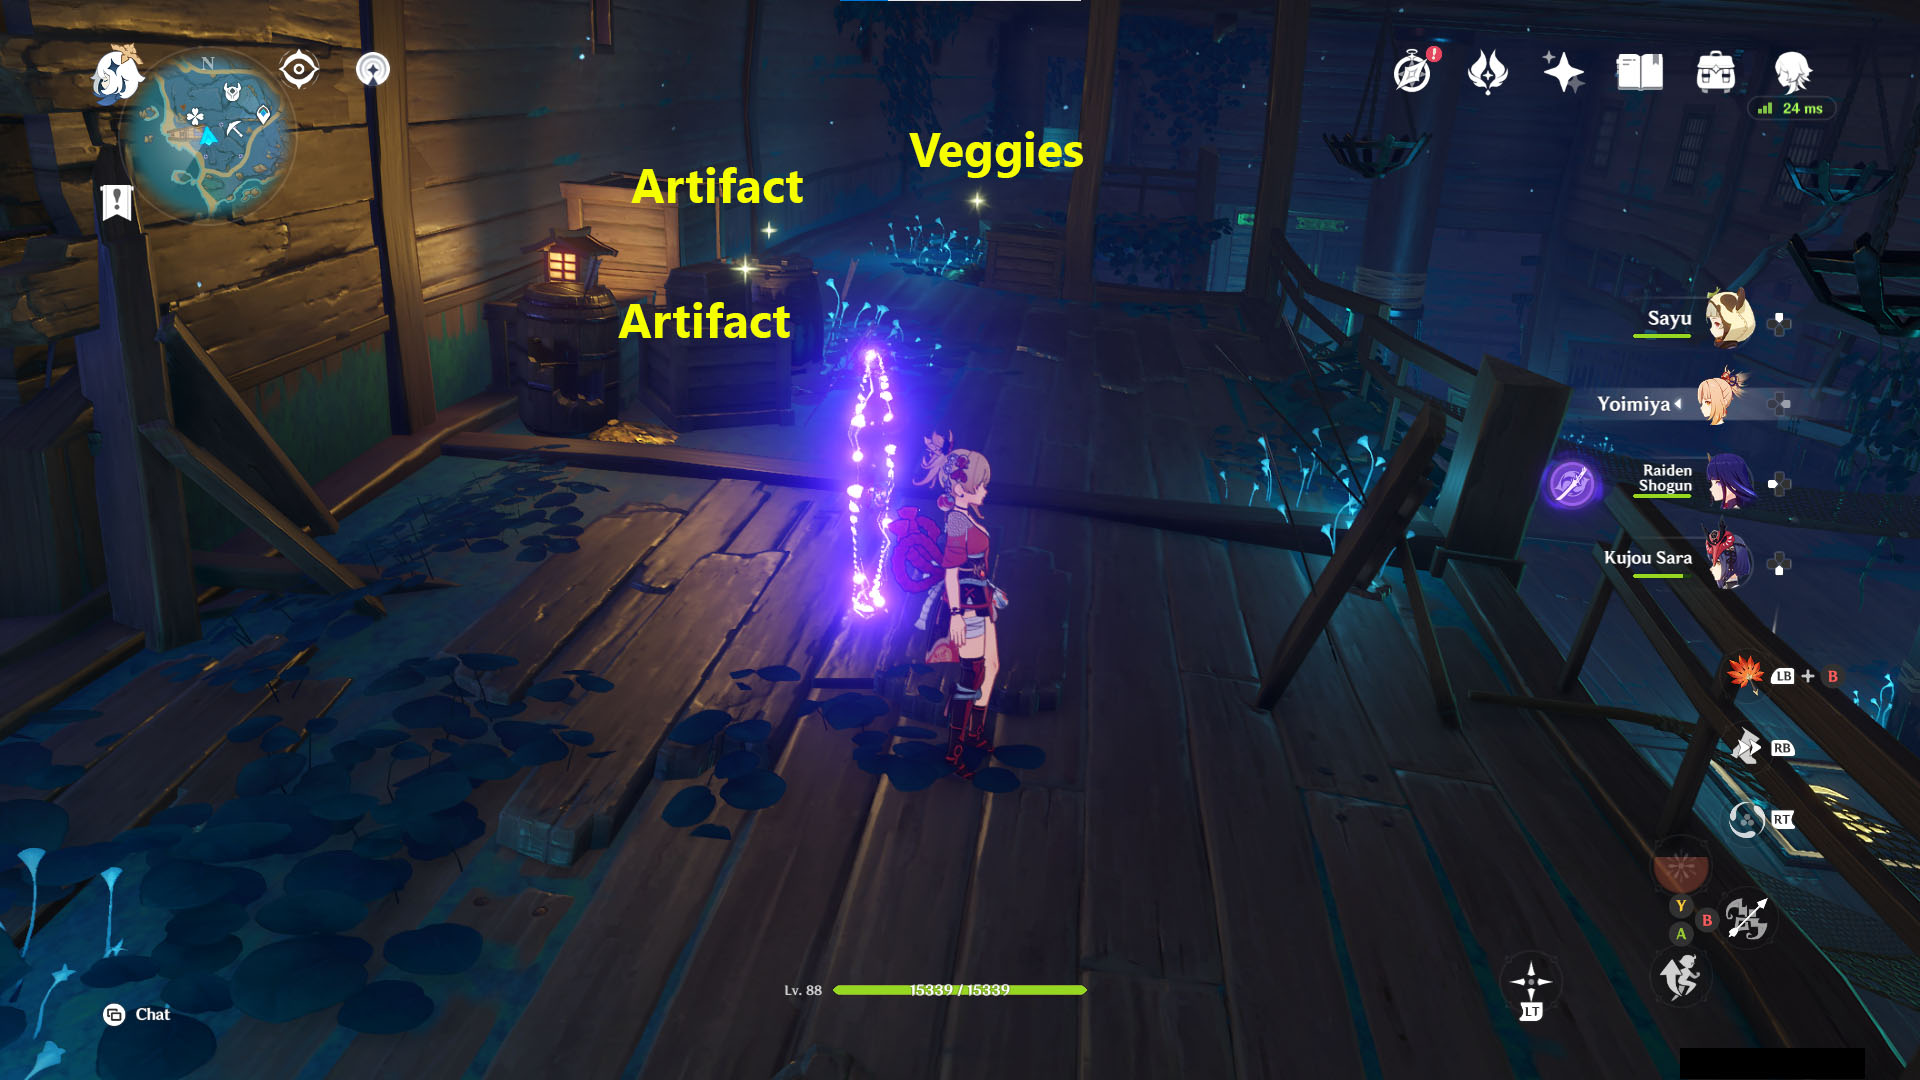 N
24 ms
Veggies
Artifact
Artifact
Sayu
Yoimiya
Raiden
Shogun
Kujou Sara
LB + B
RB
RT
Y
B
A
LT
Lv. 88
15339 / 15339
Chat